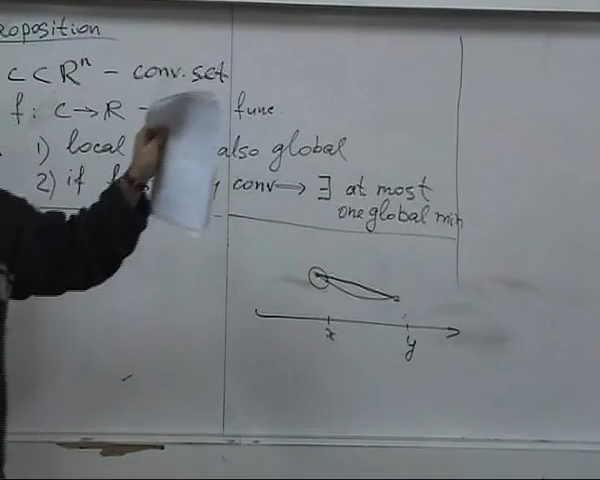 roposition
C ⊂ Rⁿ - conv. set
f: C → R - func.
1) local also global
2) if conv ⟹ ∃ at most
one global min
x
y